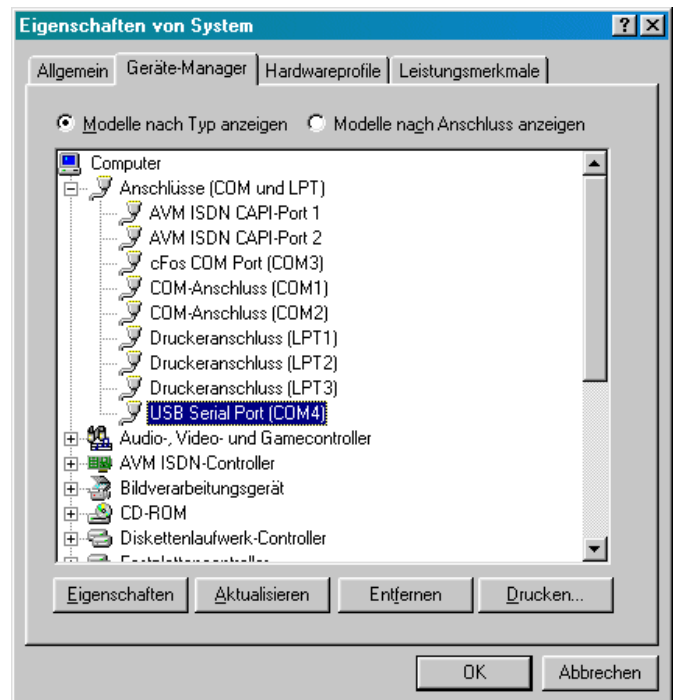 Eigenschaften von System
Allgemein Geräte-Manager Hardwareprofile Leistungsmerkmale
Modelle nach Typ anzeigen Modelle nach Anschluss anzeigen
Computer
Anschlüsse (COM und LPT)
AVM ISDN CAPI-Port 1
AVM ISDN CAPI-Port 2
cFos COM Port (COM3)
COM-Anschluss (COM1)
COM-Anschluss (COM2)
Druckeranschluss (LPT1)
Druckeranschluss (LPT2)
Druckeranschluss (LPT3)
USB Serial Port (COM4)
Audio-, Video- und Gamecontroller
AVM ISDN-Controller
Bildverarbeitungsgerät
CD-ROM
Diskettenlaufwerk-Controller
Eigenschaften Aktualisieren Entfernen Drucken...
OK Abbrechen